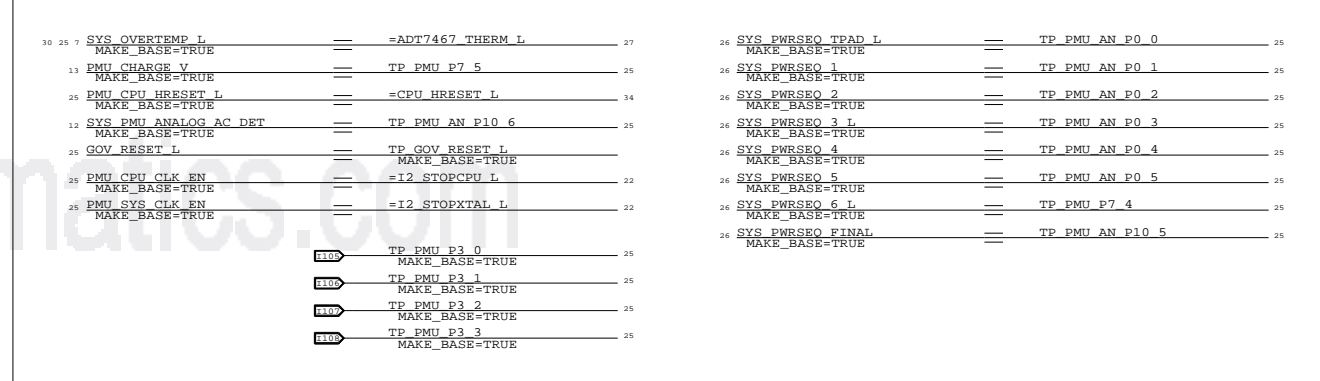 30 25 7 SYS_OVERTEMP_L =ADT7467_THERM_L 27
MAKE_BASE=TRUE
13 PMU_CHARGE_V TP_PMU_P7_5 25
MAKE_BASE=TRUE
25 PMU_CPU_HRESET_L =CPU_HRESET_L 34
MAKE_BASE=TRUE
12 SYS_PMU_ANALOG_AC_DET TP_PMU_AN_P10_6 25
MAKE_BASE=TRUE
25 GOV_RESET_L TP_GOV_RESET_L
MAKE_BASE=TRUE
25 PMU_CPU_CLK_EN =I2_STOPCPU_L 22
MAKE_BASE=TRUE
25 PMU_SYS_CLK_EN =I2_STOPXTAL_L 22
MAKE_BASE=TRUE
I105 TP_PMU_P3_0 25
MAKE_BASE=TRUE
I106 TP_PMU_P3_1 25
MAKE_BASE=TRUE
I107 TP_PMU_P3_2 25
MAKE_BASE=TRUE
I108 TP_PMU_P3_3 25
MAKE_BASE=TRUE
26 SYS_PWRSEQ_TPAD_L TP_PMU_AN_P0_0 25
MAKE_BASE=TRUE
26 SYS_PWRSEQ_1 TP_PMU_AN_P0_1 25
MAKE_BASE=TRUE
26 SYS_PWRSEQ_2 TP_PMU_AN_P0_2 25
MAKE_BASE=TRUE
26 SYS_PWRSEQ_3_L TP_PMU_AN_P0_3 25
MAKE_BASE=TRUE
26 SYS_PWRSEQ_4 TP_PMU_AN_P0_4 25
MAKE_BASE=TRUE
26 SYS_PWRSEQ_5 TP_PMU_AN_P0_5 25
MAKE_BASE=TRUE
26 SYS_PWRSEQ_6_L TP_PMU_P7_4 25
MAKE_BASE=TRUE
26 SYS_PWRSEQ_FINAL TP_PMU_AN_P10_5 25
MAKE_BASE=TRUE
matics.com